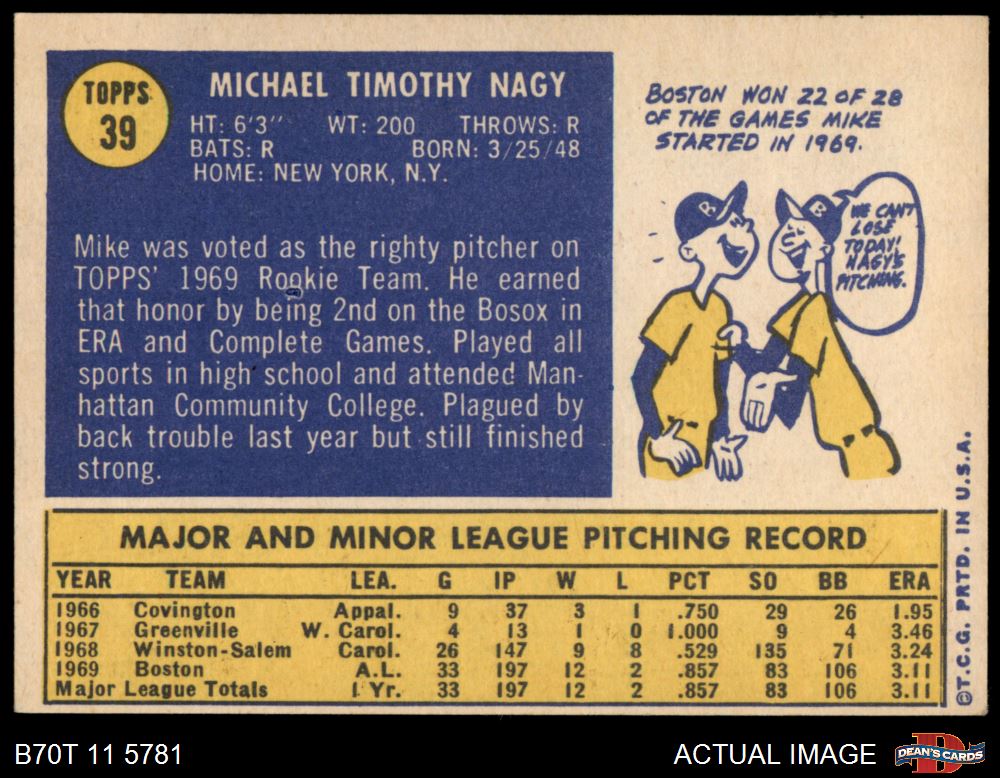 TOPPS
39
MICHAEL TIMOTHY NAGY
HT: 6'3" WT: 200 THROWS: R
BATS: R BORN: 3/25/48
HOME: NEW YORK, N.Y.
Mike was voted as the righty pitcher on
TOPPS' 1969 Rookie Team. He earned
that honor by being 2nd on the Bosox in
ERA and Complete Games. Played all
sports in high school and attended Man-
hattan Community College. Plagued by
back trouble last year but still finished
strong.
BOSTON WON 22 OF 28
OF THE GAMES MIKE
STARTED IN 1969.
B
B
WE CAN'T
LOSE
TODAY!
NAGY'S
PITCHING.
MAJOR AND MINOR LEAGUE PITCHING RECORD
YEAR TEAM LEA. G IP W L PCT SO BB ERA
1966 Covington Appal. 9 37 3 1 .750 29 26 1.95
1967 Greenville W. Carol. 4 13 1 0 1.000 9 4 3.46
1968 Winston-Salem Carol. 26 147 9 8 .529 135 71 3.24
1969 Boston A.L. 33 197 12 2 .857 83 106 3.11
Major League Totals 1 Yr. 33 197 12 2 .857 83 106 3.11
©T.C.G. PRTD. IN U.S.A.
B70T 11 5781
ACTUAL IMAGE
D
DEAN'S CARDS